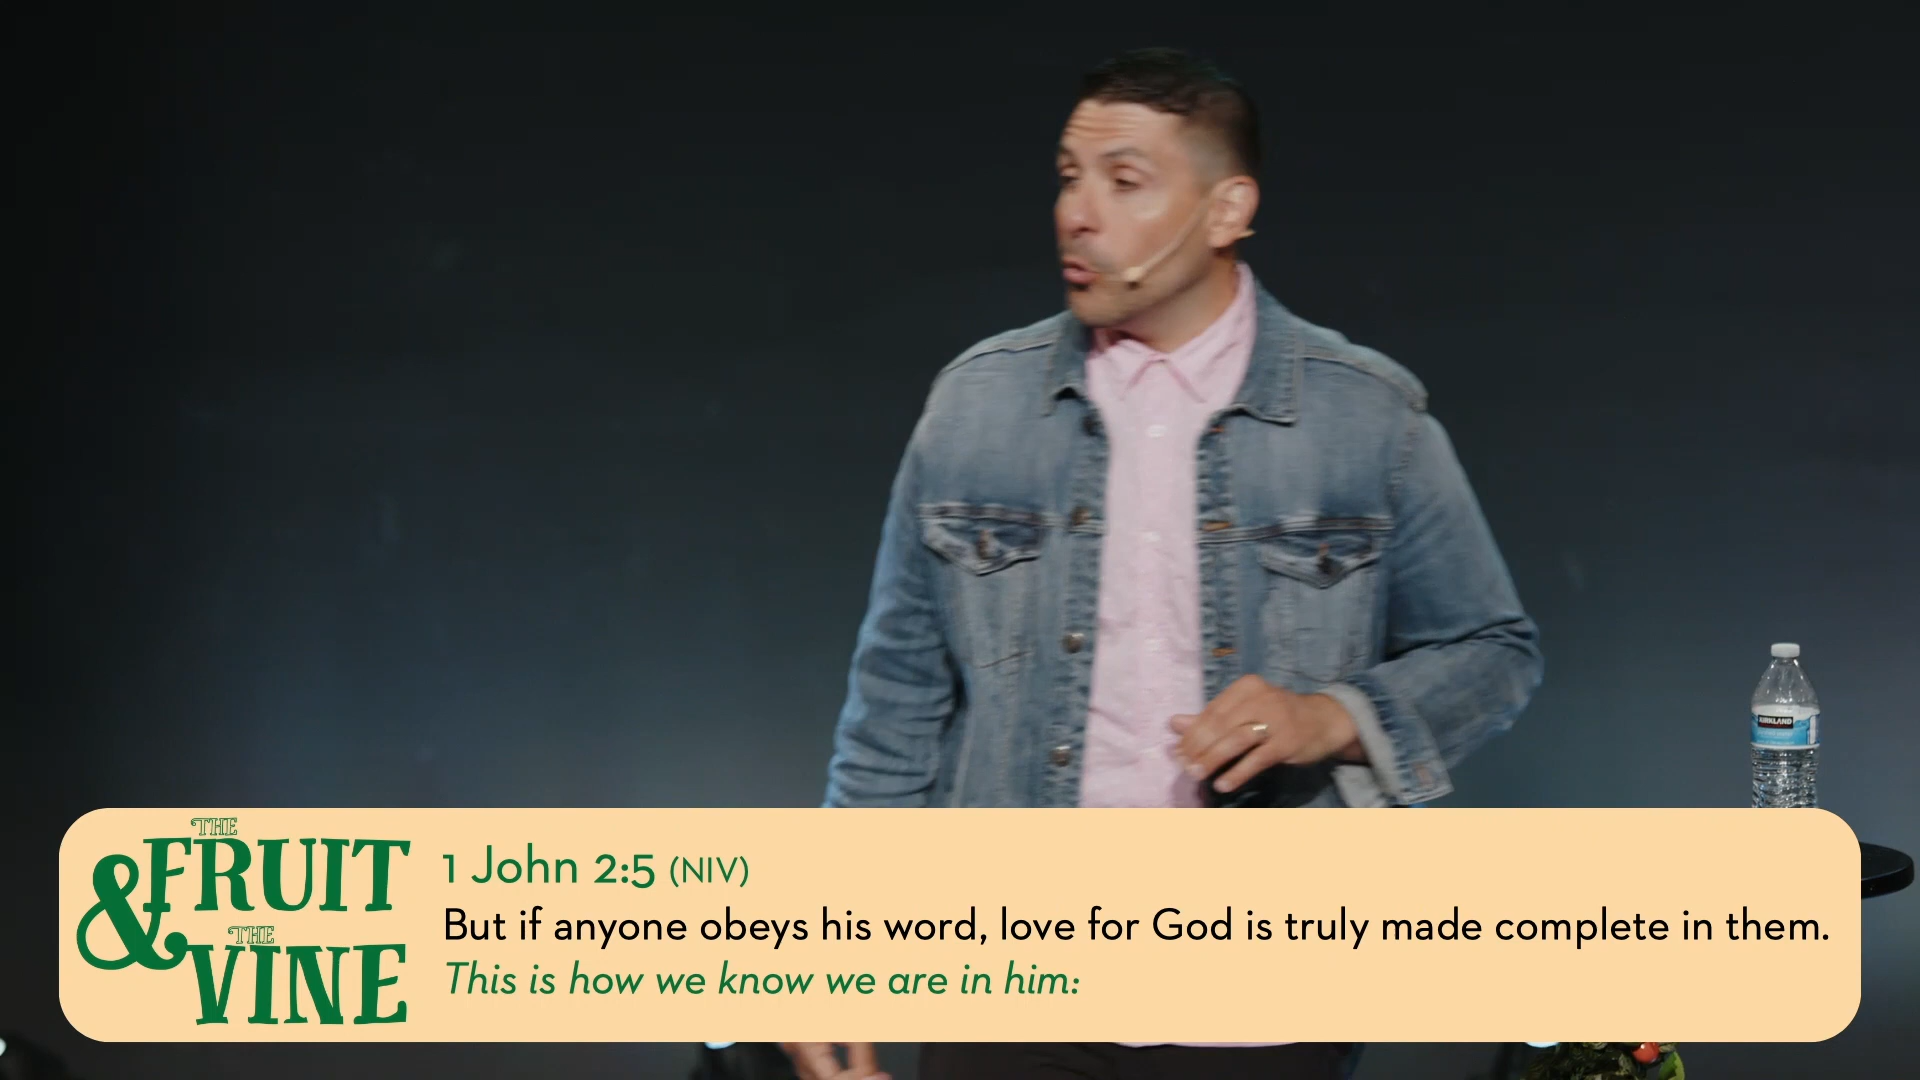 KIRKLAND
THE
FRUIT
&
THE
VINE
1 John 2:5 (NIV)
But if anyone obeys his word, love for God is truly made complete in them.
This is how we know we are in him: